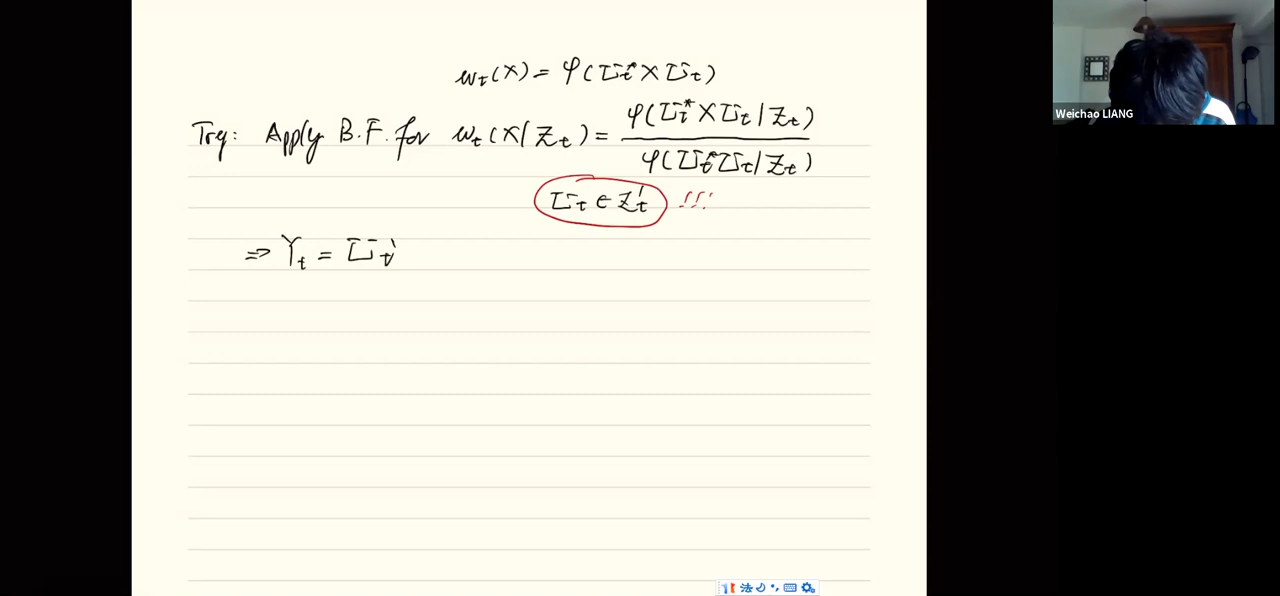 ω_t(X) = φ(U_t* X U_t)
Try: Apply B.F. for ω_t(X|Z_t) = φ(U_t* X U_t | Z_t) / φ(U_t* U_t | Z_t)
U_t ∈ Z_t' !!!
⇒ Y_t = U_t
Weichao LIANG
法